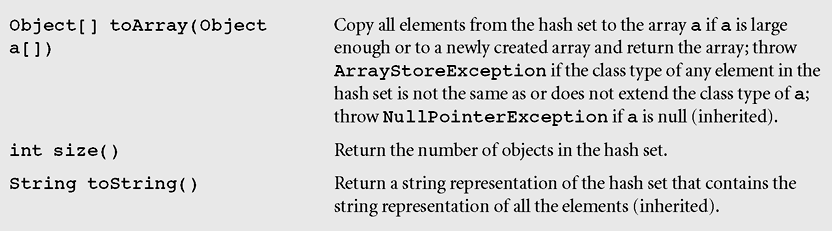 Object[] toArray(Object
a[])
Copy all elements from the hash set to the array a if a is large
enough or to a newly created array and return the array; throw
ArrayStoreException if the class type of any element in the
hash set is not the same as or does not extend the class type of a;
throw NullPointerException if a is null (inherited).
int size()
Return the number of objects in the hash set.
String toString()
Return a string representation of the hash set that contains the
string representation of all the elements (inherited).